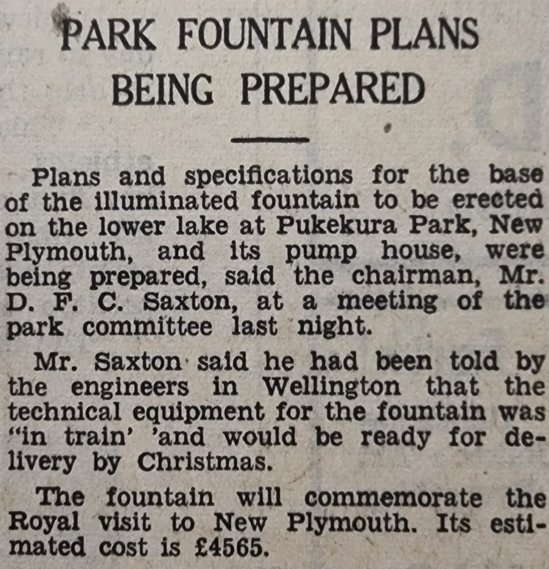 PARK FOUNTAIN PLANS
BEING PREPARED
Plans and specifications for the base
of the illuminated fountain to be erected
on the lower lake at Pukekura Park, New
Plymouth, and its pump house, were
being prepared, said the chairman, Mr.
D. F. C. Saxton, at a meeting of the
park committee last night.
Mr. Saxton said he had been told by
the engineers in Wellington that the
technical equipment for the fountain was
"in train' 'and would be ready for de-
livery by Christmas.
The fountain will commemorate the
Royal visit to New Plymouth. Its esti-
mated cost is £4565.